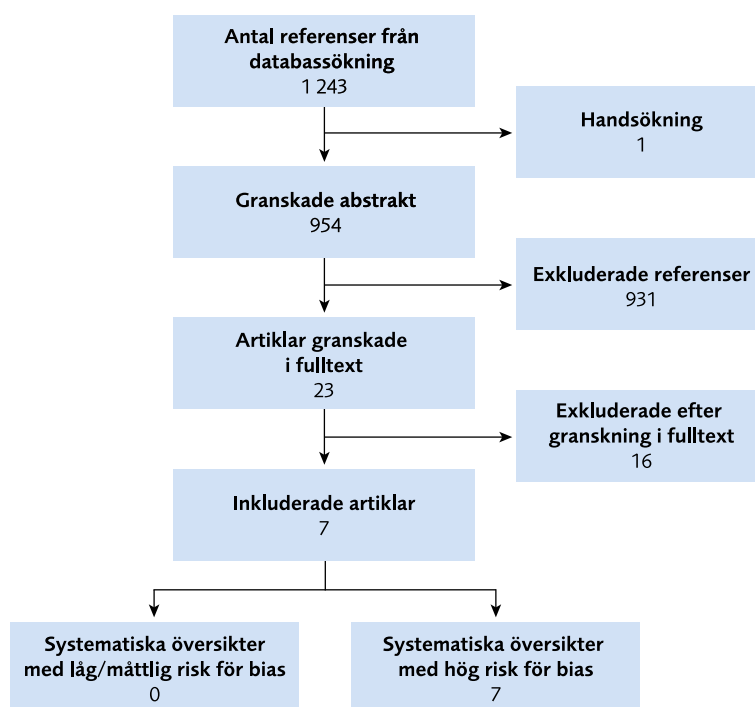 Antal referenser från
databassökning
1 243
Handsökning
1
Granskade abstrakt
954
Exkluderade referenser
931
Artiklar granskade
i fulltext
23
Exkluderade efter
granskning i fulltext
16
Inkluderade artiklar
7
Systematiska översikter
med låg/måttlig risk för bias
0
Systematiska översikter
med hög risk för bias
7